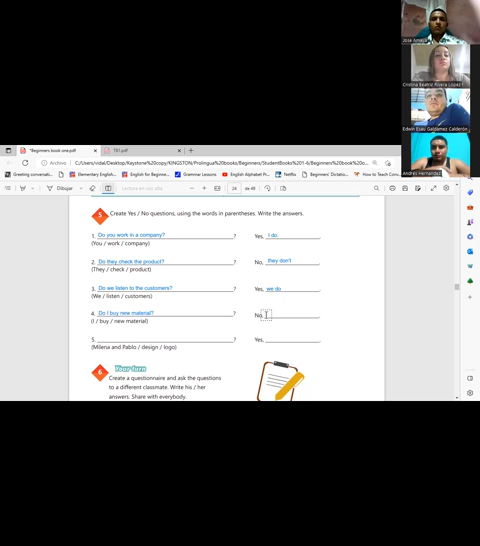 Jose Amaya
Cristina Beatriz Rivera López
Edwin Esau Galdamez Calderón
Andres Hernandez
*Beginners book one.pdf
TB1.pdf
Archivo
C:/Users/vidal/Desktop/Keystone%20copy/KINGSTON/Prolingua%20books/Beginners/StudentBooks%201-6/Beginners%20book%20o...
Greeting conversati...
Elementary English...
English for Beginne...
Grammar Lessons
English Alphabet Pr...
Netflix
Beginners: Dictatio...
How to Teach Coun...
Dibujar
Lectura en voz alta
24
de 49
5 Create Yes / No questions, using the words in parentheses. Write the answers.
1. Do you work in a company? ? Yes, I do.
(You / work / company)
2. Do they check the product? ? No, they don't
(They / check / product)
3. Do we listen to the customers? ? Yes, we do
(We / listen / customers)
4. Do I buy new material? ? No,
(I / buy / new material)
5. ? Yes,
(Milena and Pablo / design / logo)
6 Your turn
Create a questionnaire and ask the questions
to a different classmate. Write his / her
answers. Share with everybody.